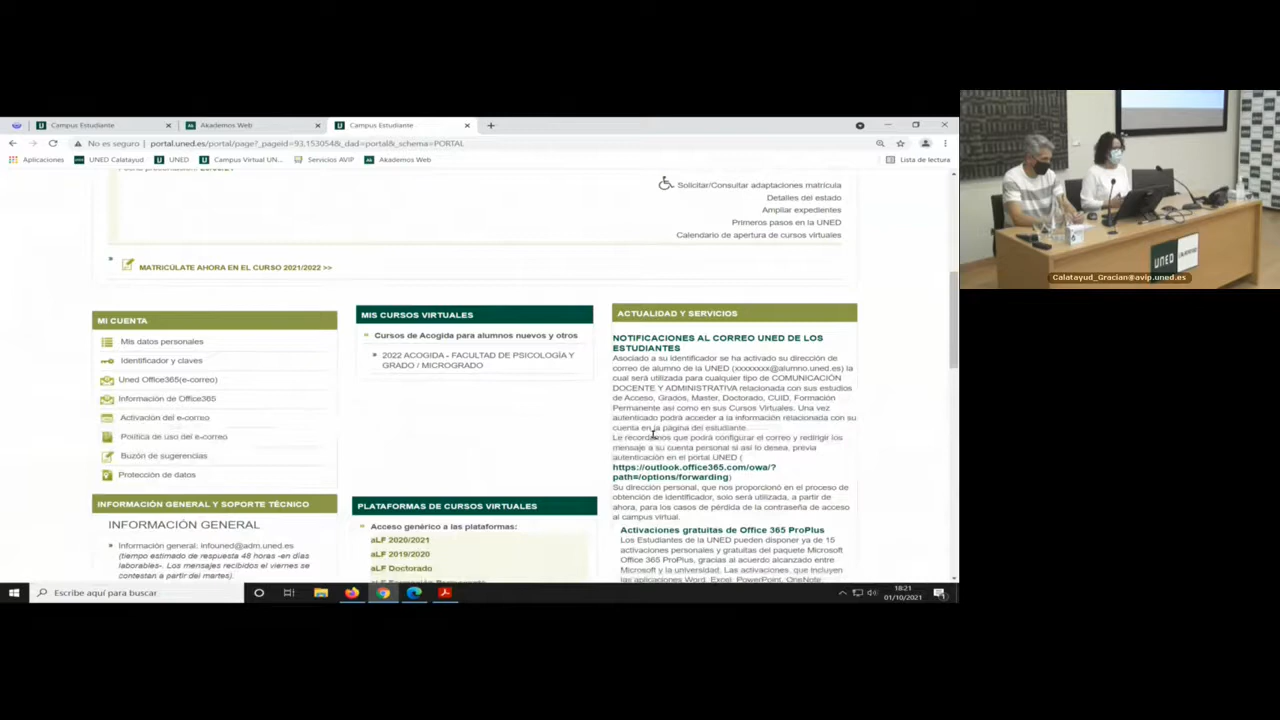 Campus Estudiante
Akademos Web
Campus Estudiante
No es seguro
portal.uned.es/portal/page?_pageid=93,153054&_dad=portal&_schema=PORTAL
Aplicaciones
UNED Calatayud
UNED
Campus Virtual UN...
Servicios AVIP
Akademos Web
Lista de lectura
Solicitar/Consultar adaptaciones matrícula
Detalles del estado
Ampliar expedientes
Primeros pasos en la UNED
Calendario de apertura de cursos virtuales
MATRICÚLATE AHORA EN EL CURSO 2021/2022 >>
MI CUENTA
Mis datos personales
Identificador y claves
Uned Office365(e-correo)
Información de Office365
Activación del e-correo
Política de uso del e-correo
Buzón de sugerencias
Protección de datos
INFORMACIÓN GENERAL Y SOPORTE TÉCNICO
INFORMACIÓN GENERAL
Información general: infouned@adm.uned.es
(tiempo estimado de respuesta 48 horas -en días
laborables-. Los mensajes recibidos el viernes se
contestan a partir del martes).
MIS CURSOS VIRTUALES
Cursos de Acogida para alumnos nuevos y otros
2022 ACOGIDA - FACULTAD DE PSICOLOGÍA Y
GRADO / MICROGRADO
PLATAFORMAS DE CURSOS VIRTUALES
Acceso genérico a las plataformas:
aLF 2020/2021
aLF 2019/2020
aLF Doctorado
ACTUALIDAD Y SERVICIOS
NOTIFICACIONES AL CORREO UNED DE LOS
ESTUDIANTES
Asociado a su identificador se ha activado su dirección de
correo de alumno de la UNED (xxxxxxxx@alumno.uned.es) la
cual será utilizada para cualquier tipo de COMUNICACIÓN
DOCENTE Y ADMINISTRATIVA relacionada con sus estudios
de Acceso, Grados, Master, Doctorado, CUID, Formación
Permanente así como en sus Cursos Virtuales. Una vez
autenticado podrá acceder a la información relacionada con su
cuenta en la página del estudiante.
Le recordamos que podrá configurar el correo y redirigir los
mensaje a su cuenta personal si así lo desea, previa
autenticación en el portal UNED (
https://outlook.office365.com/owa/?
path=/options/forwarding)
Su dirección personal, que nos proporcionó en el proceso de
obtención de identificador, solo será utilizada, a partir de
ahora, para los casos de pérdida de la contraseña de acceso
al campus virtual.
Activaciones gratuitas de Office 365 ProPlus
Los Estudiantes de la UNED pueden disponer ya de 15
activaciones personales y gratuitas del paquete Microsoft
Office 365 ProPlus, gracias al acuerdo alcanzado entre
Microsoft y la universidad. Las activaciones, que incluyen
las aplicaciones Word, Excel, PowerPoint, OneNote,
Escribe aquí para buscar
18:21
01/10/2021
UNED
Calatayud_Gracian@avip.uned.es